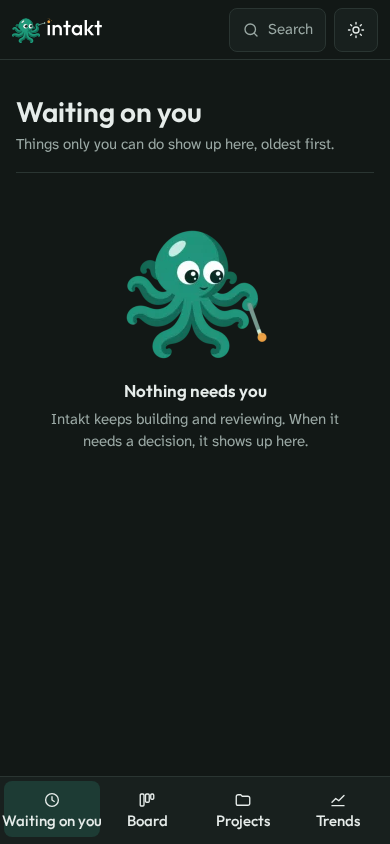 intakt
Search
Waiting on you
Things only you can do show up here, oldest first.
Nothing needs you
Intakt keeps building and reviewing. When it
needs a decision, it shows up here.
Waiting on you
Board
Projects
Trends